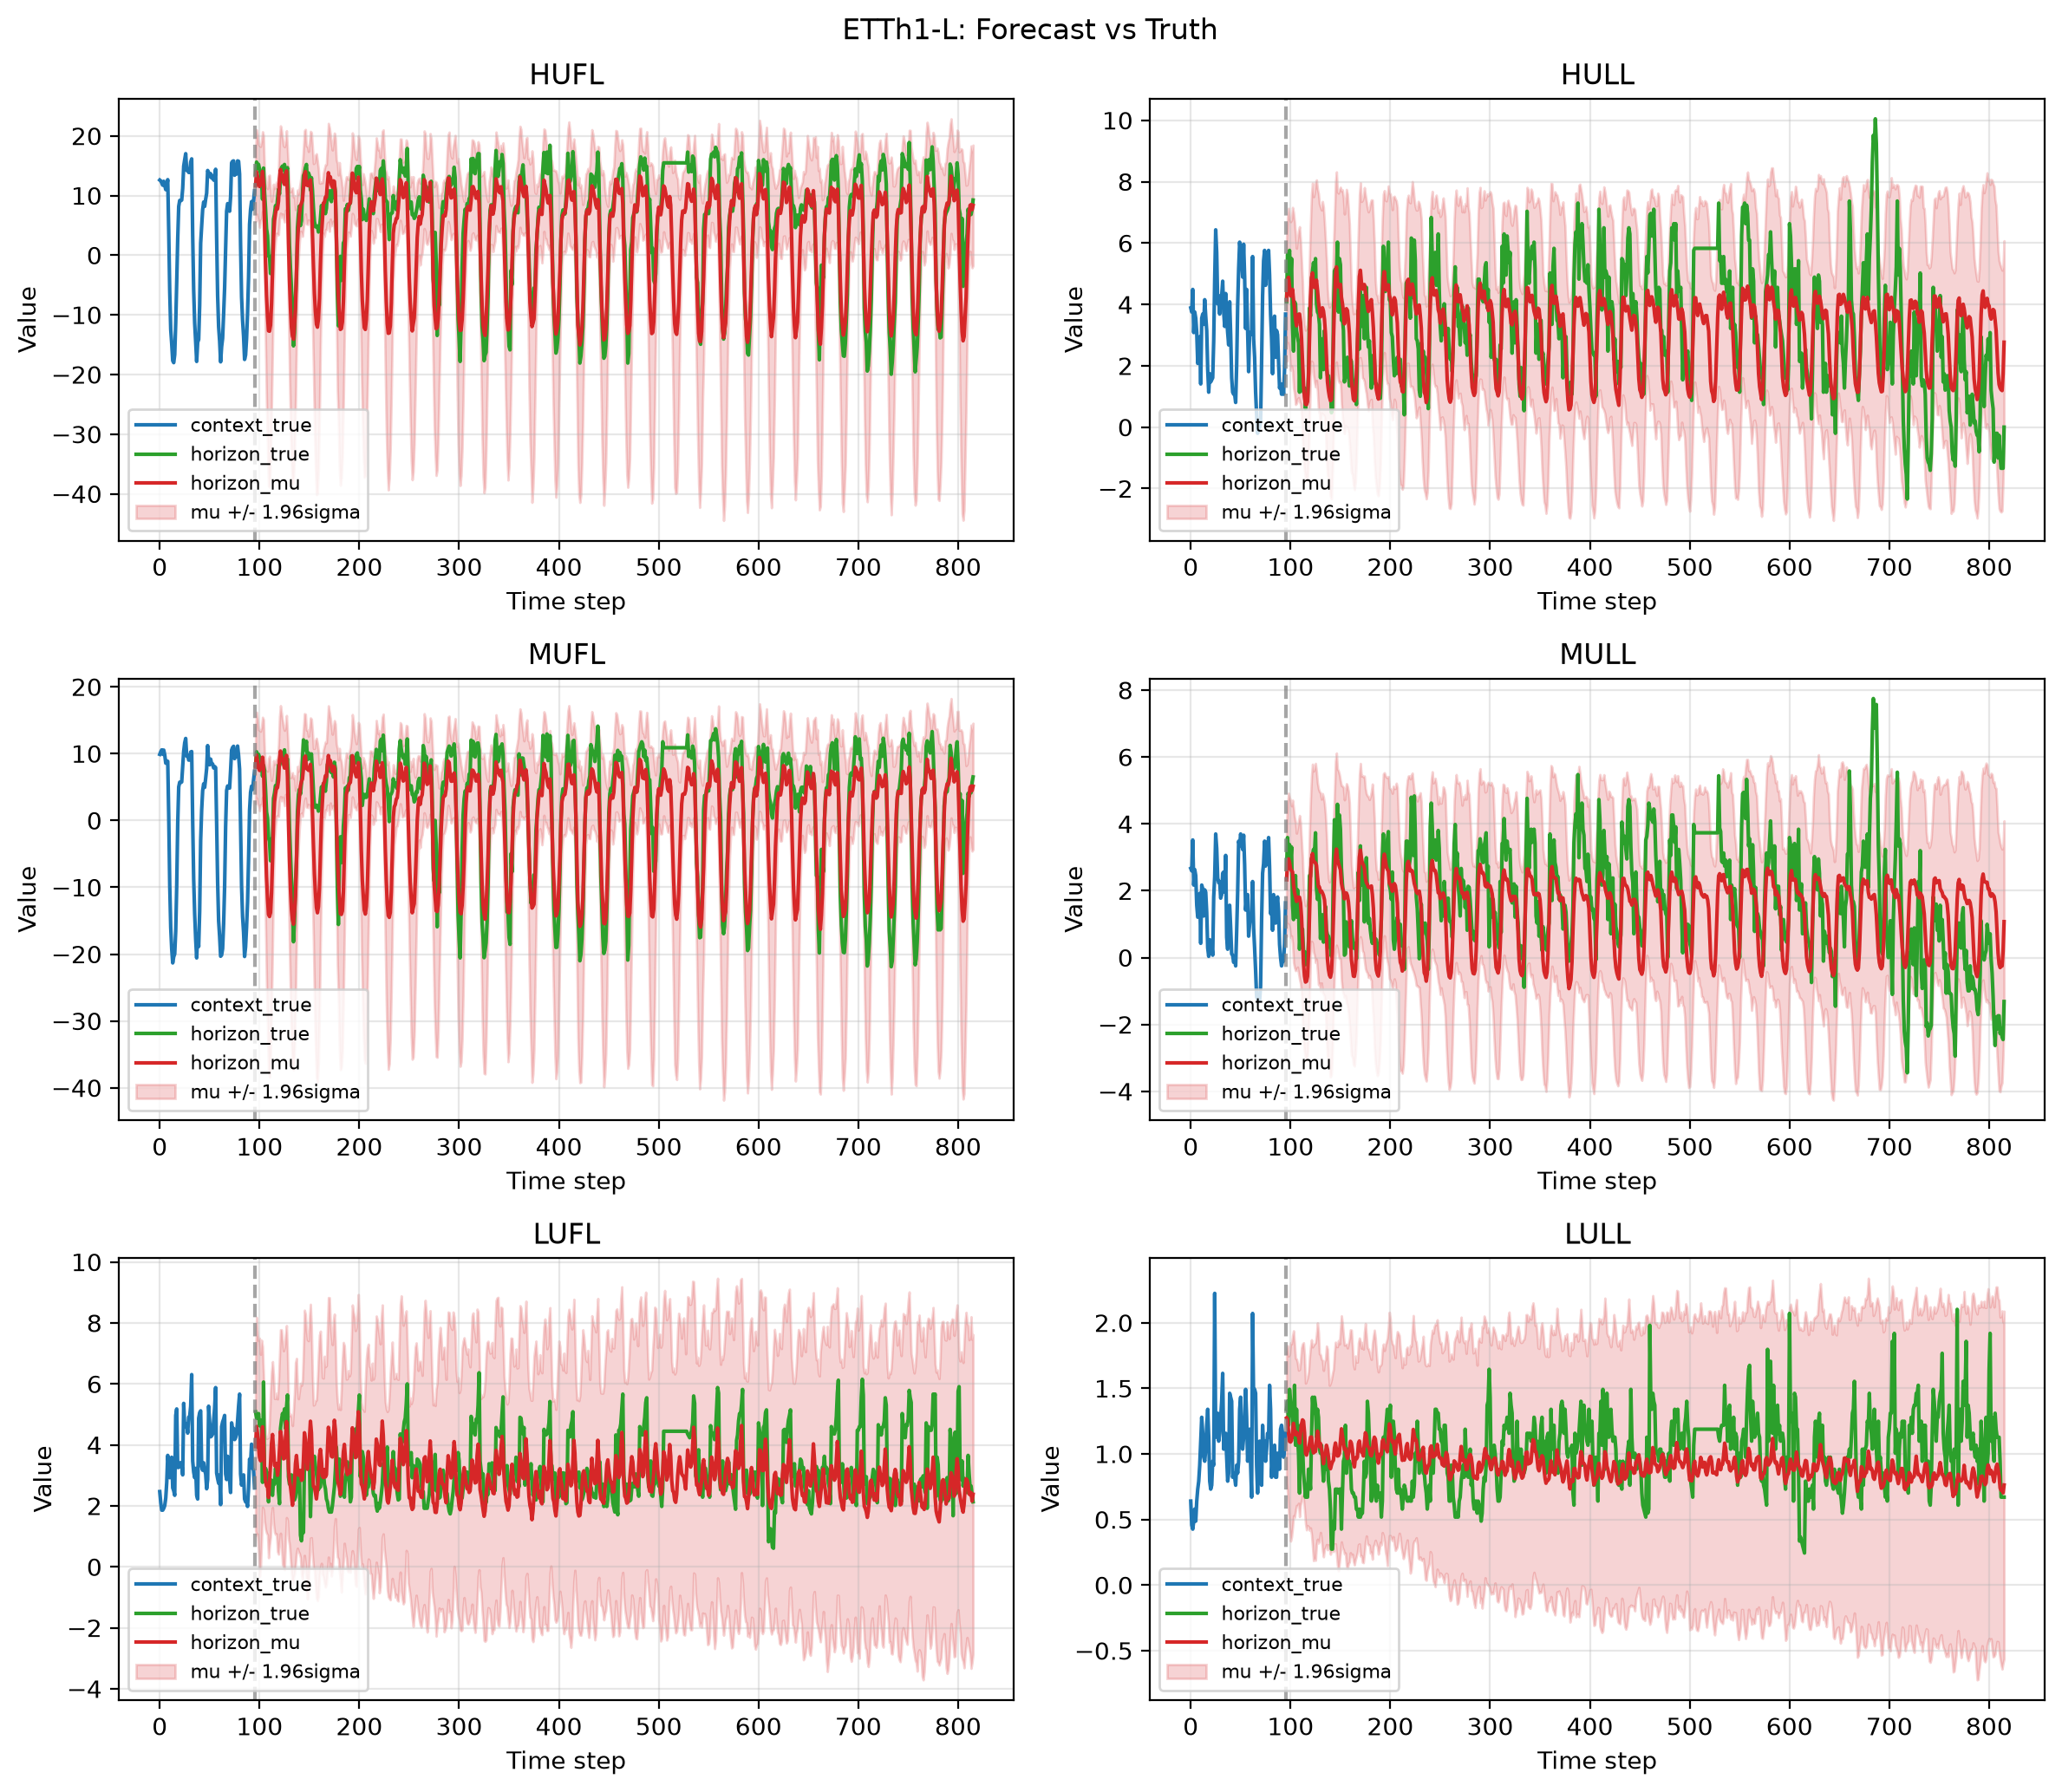 ETTh1-L: Forecast vs Truth
HUFL
Value
20
10
0
−10
−20
−30
−40
context_true
horizon_true
horizon_mu
mu +/- 1.96sigma
0 100 200 300 400 500 600 700 800
Time step
HULL
Value
10
8
6
4
2
0
−2
context_true
horizon_true
horizon_mu
mu +/- 1.96sigma
0 100 200 300 400 500 600 700 800
Time step
MUFL
Value
20
10
0
−10
−20
−30
−40
context_true
horizon_true
horizon_mu
mu +/- 1.96sigma
0 100 200 300 400 500 600 700 800
Time step
MULL
Value
8
6
4
2
0
−2
−4
context_true
horizon_true
horizon_mu
mu +/- 1.96sigma
0 100 200 300 400 500 600 700 800
Time step
LUFL
Value
10
8
6
4
2
0
−2
−4
context_true
horizon_true
horizon_mu
mu +/- 1.96sigma
0 100 200 300 400 500 600 700 800
Time step
LULL
Value
2.0
1.5
1.0
0.5
0.0
−0.5
context_true
horizon_true
horizon_mu
mu +/- 1.96sigma
0 100 200 300 400 500 600 700 800
Time step